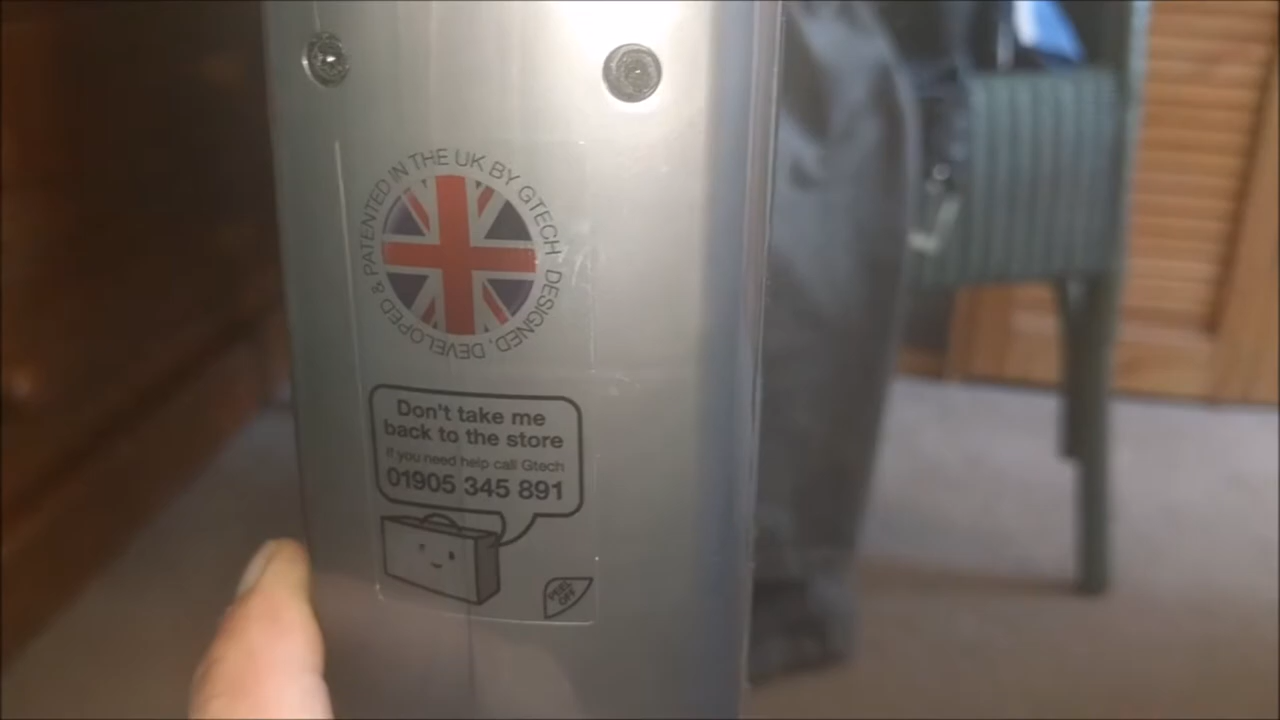 DESIGNED, DEVELOPED & PATENTED IN THE UK BY GTECH
Don't take me
back to the store
If you need help call Gtech
01905 345 891
PEEL
OFF